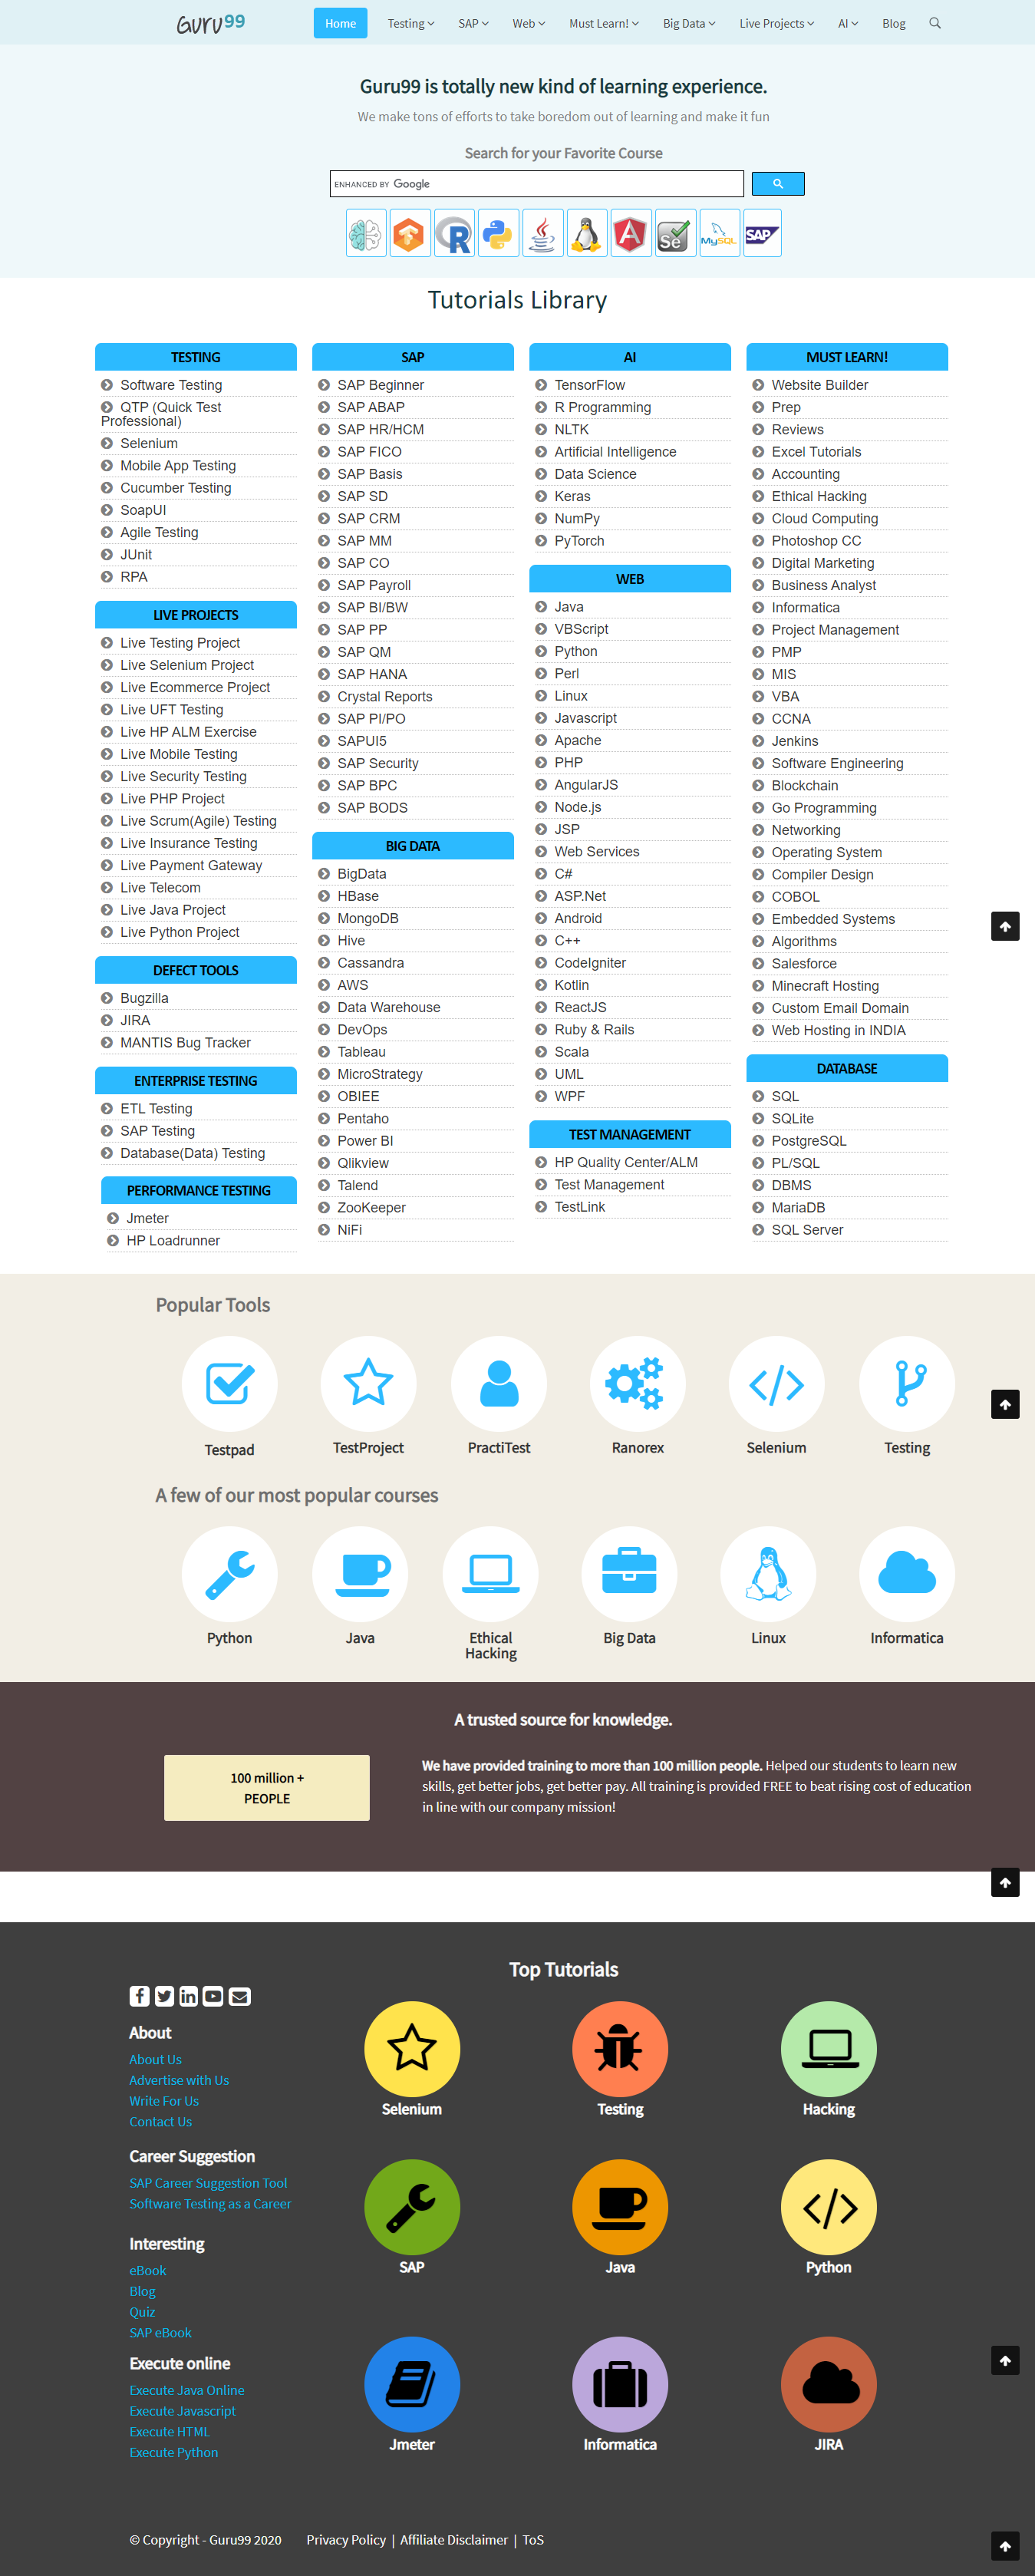 Guru99
Home Testing SAP Web Must Learn! Big Data Live Projects AI Blog
Guru99 is totally new kind of learning experience.
We make tons of efforts to take boredom out of learning and make it fun
Search for your Favorite Course
ENHANCED BY Google
R
A
Se
MySQL
SAP
Tutorials Library
TESTING
Software Testing
QTP (Quick Test
Professional)
Selenium
Mobile App Testing
Cucumber Testing
SoapUI
Agile Testing
JUnit
RPA
LIVE PROJECTS
Live Testing Project
Live Selenium Project
Live Ecommerce Project
Live UFT Testing
Live HP ALM Exercise
Live Mobile Testing
Live Security Testing
Live PHP Project
Live Scrum(Agile) Testing
Live Insurance Testing
Live Payment Gateway
Live Telecom
Live Java Project
Live Python Project
DEFECT TOOLS
Bugzilla
JIRA
MANTIS Bug Tracker
ENTERPRISE TESTING
ETL Testing
SAP Testing
Database(Data) Testing
PERFORMANCE TESTING
Jmeter
HP Loadrunner
SAP
SAP Beginner
SAP ABAP
SAP HR/HCM
SAP FICO
SAP Basis
SAP SD
SAP CRM
SAP MM
SAP CO
SAP Payroll
SAP BI/BW
SAP PP
SAP QM
SAP HANA
Crystal Reports
SAP PI/PO
SAPUI5
SAP Security
SAP BPC
SAP BODS
BIG DATA
BigData
HBase
MongoDB
Hive
Cassandra
AWS
Data Warehouse
DevOps
Tableau
MicroStrategy
OBIEE
Pentaho
Power BI
Qlikview
Talend
ZooKeeper
NiFi
AI
TensorFlow
R Programming
NLTK
Artificial Intelligence
Data Science
Keras
NumPy
PyTorch
WEB
Java
VBScript
Python
Perl
Linux
Javascript
Apache
PHP
AngularJS
Node.js
JSP
Web Services
C#
ASP.Net
Android
C++
CodeIgniter
Kotlin
ReactJS
Ruby & Rails
Scala
UML
WPF
TEST MANAGEMENT
HP Quality Center/ALM
Test Management
TestLink
MUST LEARN!
Website Builder
Prep
Reviews
Excel Tutorials
Accounting
Ethical Hacking
Cloud Computing
Photoshop CC
Digital Marketing
Business Analyst
Informatica
Project Management
PMP
MIS
VBA
CCNA
Jenkins
Software Engineering
Blockchain
Go Programming
Networking
Operating System
Compiler Design
COBOL
Embedded Systems
Algorithms
Salesforce
Minecraft Hosting
Custom Email Domain
Web Hosting in INDIA
DATABASE
SQL
SQLite
PostgreSQL
PL/SQL
DBMS
MariaDB
SQL Server
Popular Tools
Testpad TestProject PractiTest Ranorex Selenium Testing
A few of our most popular courses
Python Java Ethical Big Data Linux Informatica
Hacking
A trusted source for knowledge.
100 million +
PEOPLE
We have provided training to more than 100 million people. Helped our students to learn new
skills, get better jobs, get better pay. All training is provided FREE to beat rising cost of education
in line with our company mission!
About
About Us
Advertise with Us
Write For Us
Contact Us
Career Suggestion
SAP Career Suggestion Tool
Software Testing as a Career
Interesting
eBook
Blog
Quiz
SAP eBook
Execute online
Execute Java Online
Execute Javascript
Execute HTML
Execute Python
Top Tutorials
Selenium Testing Hacking
SAP Java Python
Jmeter Informatica JIRA
© Copyright - Guru99 2020 Privacy Policy | Affiliate Disclaimer | ToS